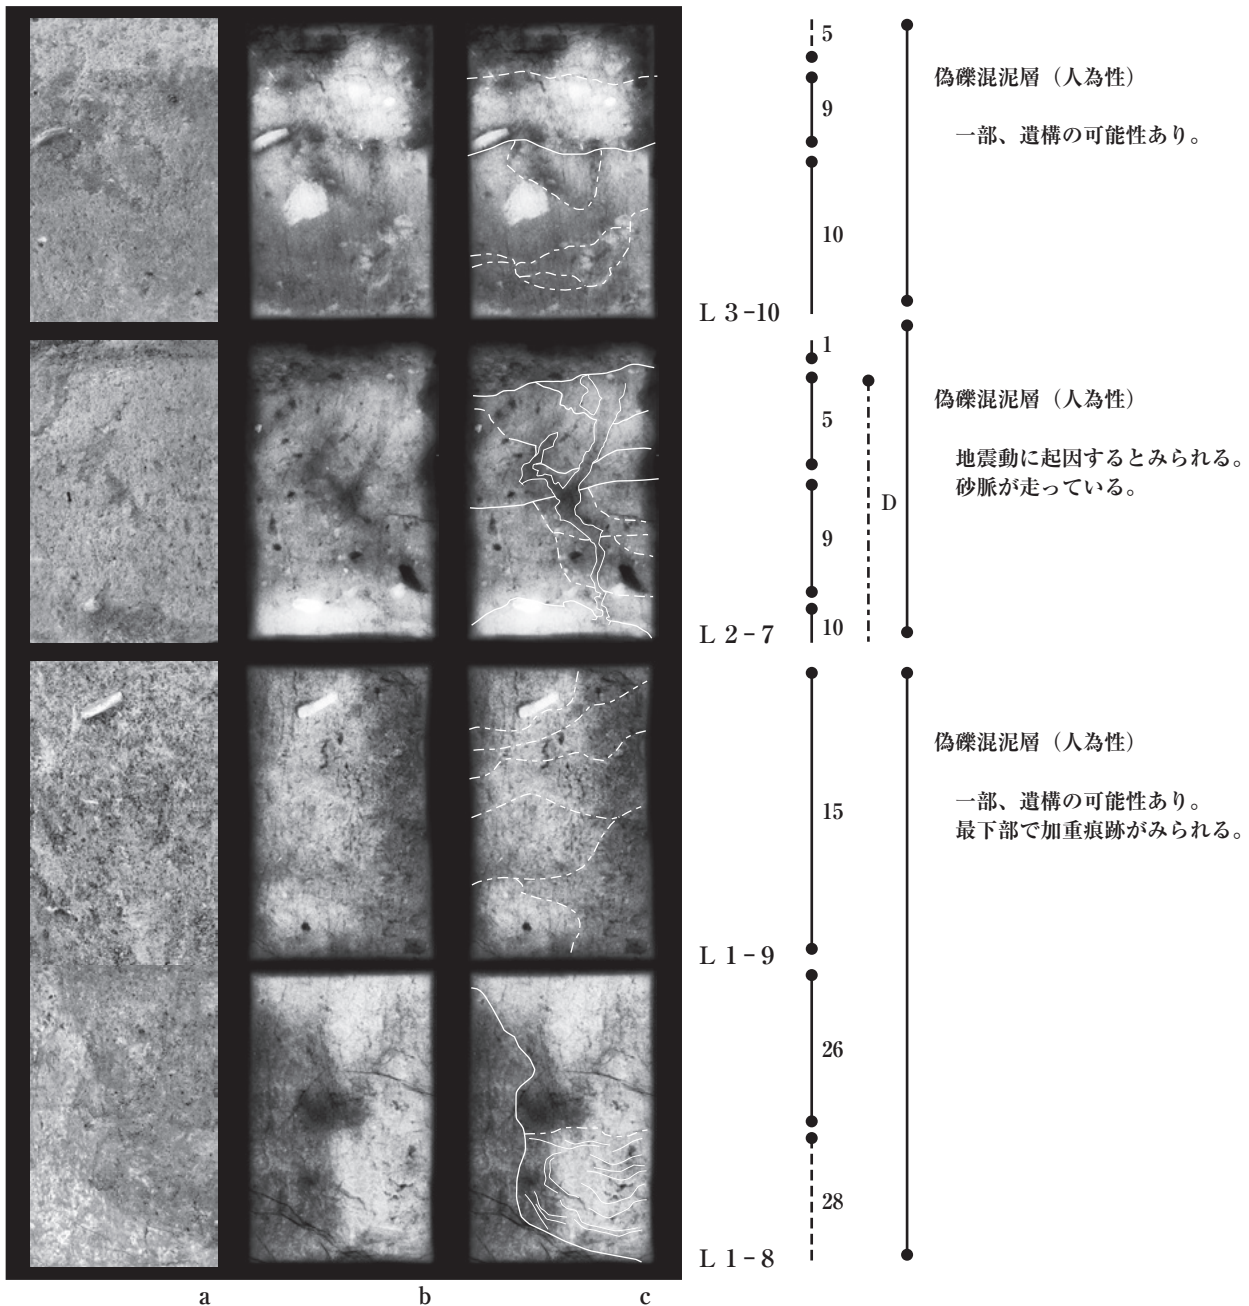 5
偽礫混泥層（人為性）
9
一部、遺構の可能性あり。
10
L 3-10
1
偽礫混泥層（人為性）
5
地震動に起因するとみられる。
砂脈が走っている。
D
9
10
L 2-7
偽礫混泥層（人為性）
15
一部、遺構の可能性あり。
最下部で加重痕跡がみられる。
L 1-9
26
28
L 1-8
a b c